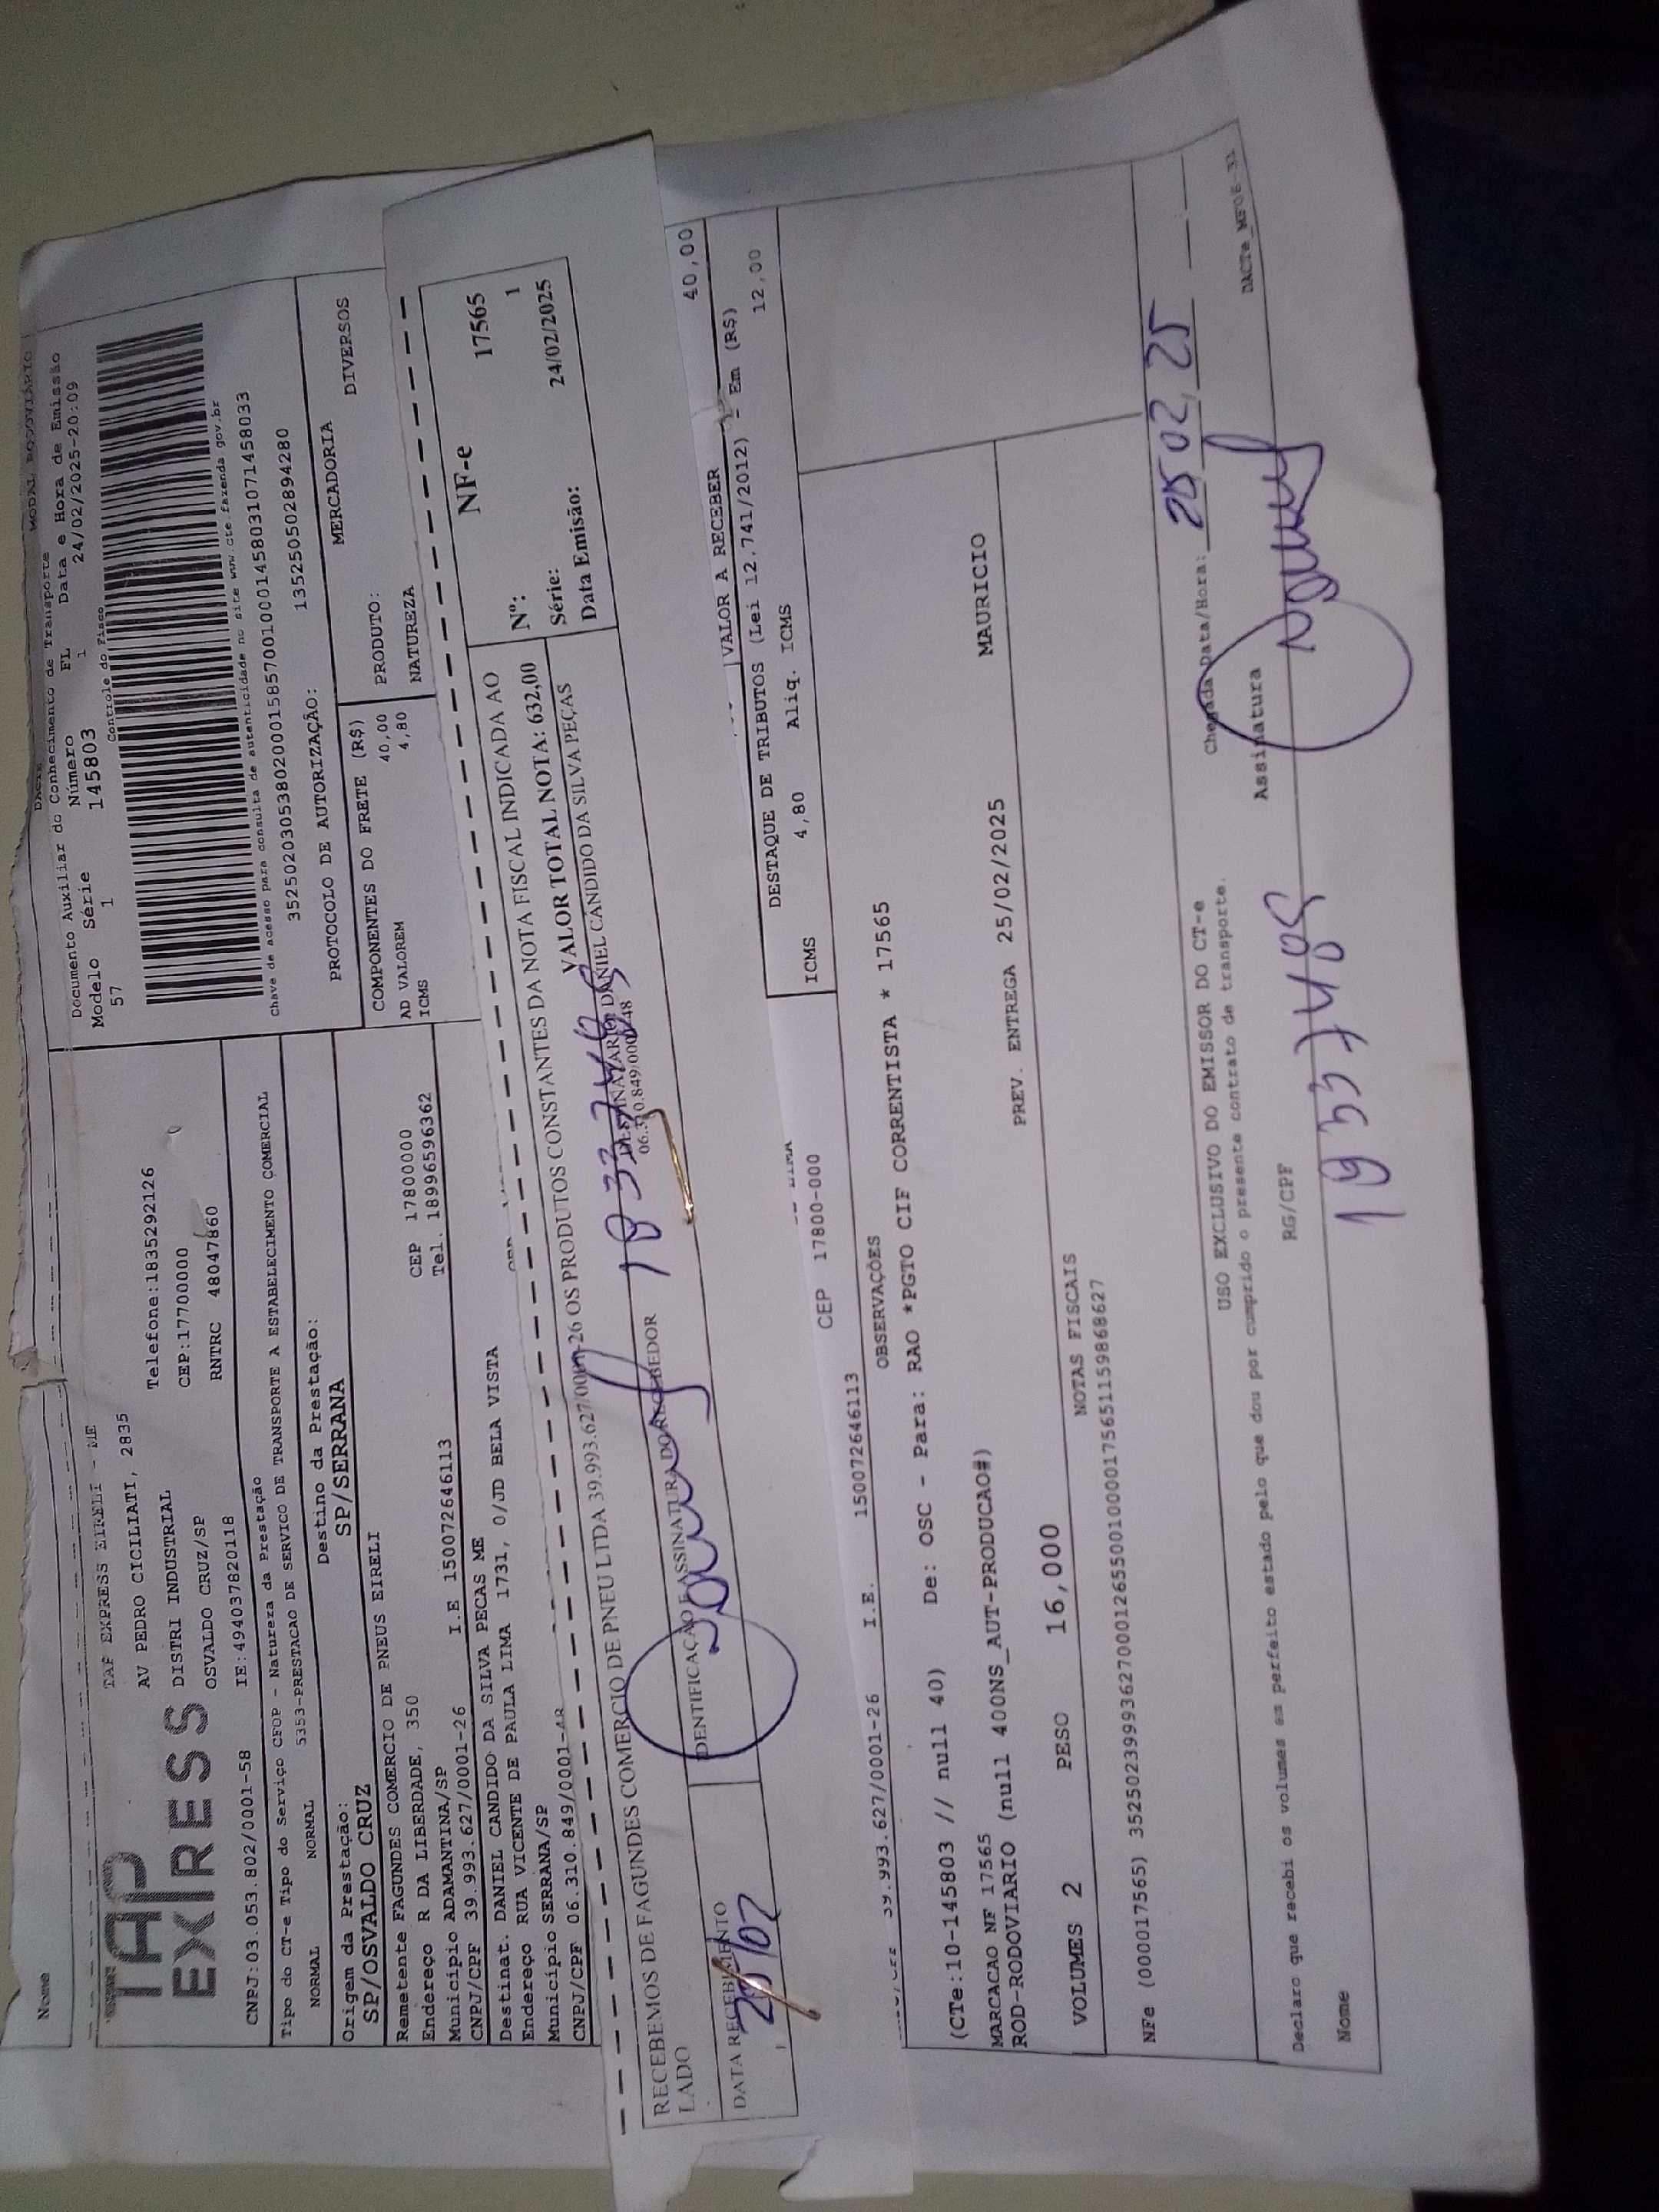 Nome
DACTE
MODAL RODOVIÁRIO
Documento Auxiliar do Conhecimento de Transporte
Modelo Série Número FL Data e Hora de Emissão
57 1 145803 1 24/02/2025-20:09
Controle do Fisco
TAP EXPRESS EIRELI - ME
AV PEDRO CICILIATI, 2835
Telefone:1835292126
DISTRI INDUSTRIAL
CEP:17700000
OSVALDO CRUZ/SP
RNTRC 48047860
TAP
EXPRESS
CNPJ:03.053.802/0001-58 IE:494037820118
Chave de acesso para consulta de autenticidade no site www.cte.fazenda.gov.br
35250203053802000158570010001458031071458033
PROTOCOLO DE AUTORIZAÇÃO: 135250502894280
Tipo do CT-e Tipo do Serviço CFOP - Natureza da Prestação
NORMAL NORMAL 5353-PRESTACAO DE SERVICO DE TRANSPORTE A ESTABELECIMENTO COMERCIAL
Origem da Prestação: Destino da Prestação:
SP/OSVALDO CRUZ SP/SERRANA
COMPONENTES DO FRETE (R$) MERCADORIA
AD VALOREM 40,00 PRODUTO: DIVERSOS
ICMS 4,80 NATUREZA
Remetente FAGUNDES COMERCIO DE PNEUS EIRELI
Endereço R DA LIBERDADE, 350
CEP 17800000
Município ADAMANTINA/SP
Tel. 18996596362
CNPJ/CPF 39.993.627/0001-26 I.E 150072646113
Destinat. DANIEL CANDIDO DA SILVA PECAS ME
Endereço RUA VICENTE DE PAULA LIMA 1731, 0/JD BELA VISTA
Município SERRANA/SP
CNPJ/CPF 06.310.849/0001-48
RECEBEMOS DE FAGUNDES COMERCIO DE PNEU LTDA 39.993.627/0001-26 OS PRODUTOS CONSTANTES DA NOTA FISCAL INDICADA AO
LADO
VALOR TOTAL NOTA: 632,00
DESTINATÁRIO: DANIEL CÂNDIDO DA SILVA PEÇAS
06.310.849/0001-48
NF-e
Nº: 17565
Série: 1
Data Emisão: 24/02/2025
DATA RECEBIMENTO
IDENTIFICAÇÃO E ASSINATURA DO RECEBEDOR
VALOR A RECEBER 40,00
DESTAQUE DE TRIBUTOS (Lei 12.741/2012) - Em (R$)
ICMS 4,80 Aliq. ICMS 12,00
CEP 17800-000
39.993.627/0001-26 I.E. 150072646113
OBSERVAÇÕES
(CTe:10-145803 // null 40) De: OSC - Para: RAO *PGTO CIF CORRENTISTA * 17565
MARCACAO NF 17565
ROD-RODOVIARIO (null 400NS_AUT-PRODUCAO#)
PREV. ENTREGA 25/02/2025 MAURICIO
VOLUMES 2 PESO 16,000
NOTAS FISCAIS
NFe (000017565) 35250239993627000126550010000175651159868627
USO EXCLUSIVO DO EMISSOR DO CT-e
Declaro que recebi os volumes em perfeito estado pelo que dou por cumprido o presente contrato de transporte.
Chegada Data/Hora: 25 02 25
Nome RG/CPF Assinatura
DACTe_MF06-31